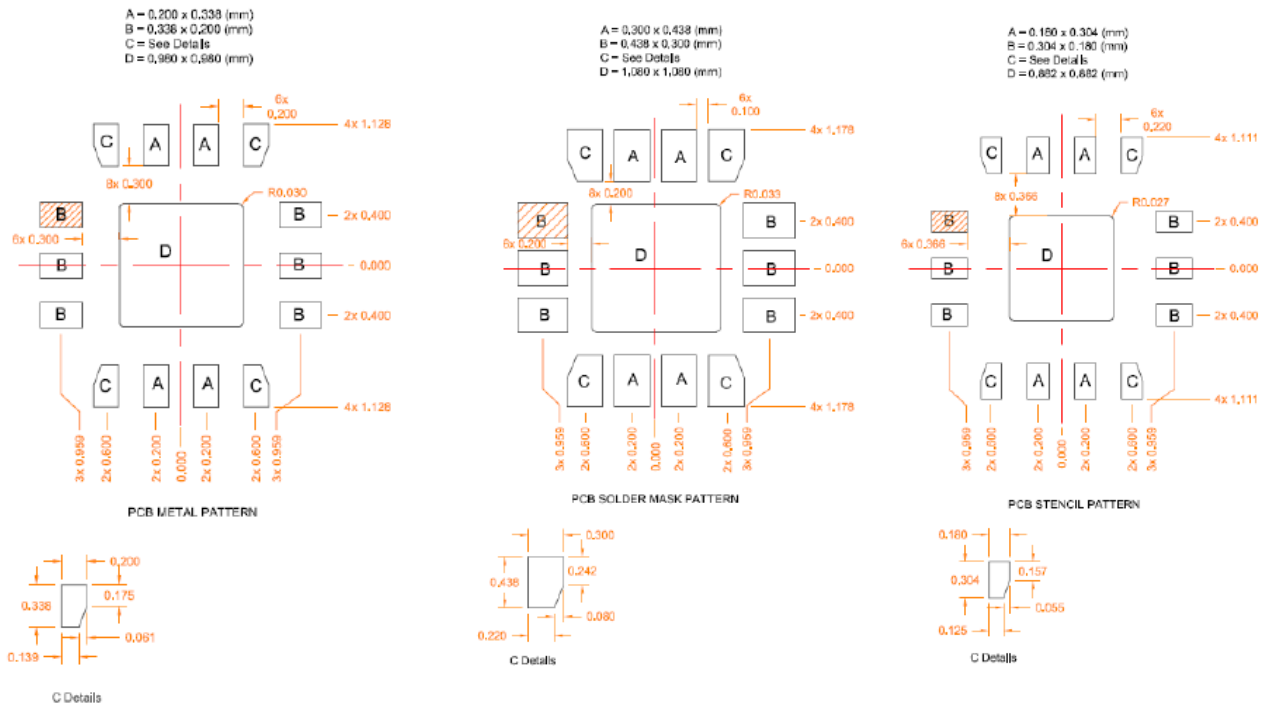 A = 0.200 x 0.338 (mm)
B = 0.338 x 0.200 (mm)
C = See Details
D = 0.980 x 0.980 (mm)
6x
0.200
C
A
A
C
4x 1.128
8x 0.300
R0.030
B
B
2x 0.400
6x 0.300
D
B
B
0.000
B
B
2x 0.400
C
A
A
C
4x 1.128
3x 0.959
2x 0.600
2x 0.200
0.000
2x 0.200
2x 0.600
3x 0.959
PCB METAL PATTERN
0.200
0.338
0.175
0.061
0.139
C Details
A = 0.300 x 0.438 (mm)
B = 0.438 x 0.300 (mm)
C = See Details
D = 1.080 x 1.080 (mm)
6x
0.100
C
A
A
C
4x 1.178
8x 0.200
R0.033
B
B
2x 0.400
6x 0.200
D
B
B
0.000
B
B
2x 0.400
C
A
A
C
4x 1.178
3x 0.959
2x 0.600
2x 0.200
0.000
2x 0.200
2x 0.600
3x 0.959
PCB SOLDER MASK PATTERN
0.300
0.438
0.242
0.080
0.220
C Details
A = 0.180 x 0.304 (mm)
B = 0.304 x 0.180 (mm)
C = See Details
D = 0.882 x 0.882 (mm)
6x
0.220
C
A
A
C
4x 1.111
8x 0.366
R0.027
B
B
2x 0.400
6x 0.366
D
B
B
0.000
B
B
2x 0.400
C
A
A
C
4x 1.111
3x 0.959
2x 0.600
2x 0.200
0.000
2x 0.200
2x 0.600
3x 0.959
PCB STENCIL PATTERN
0.180
0.304
0.157
0.055
0.125
C Details